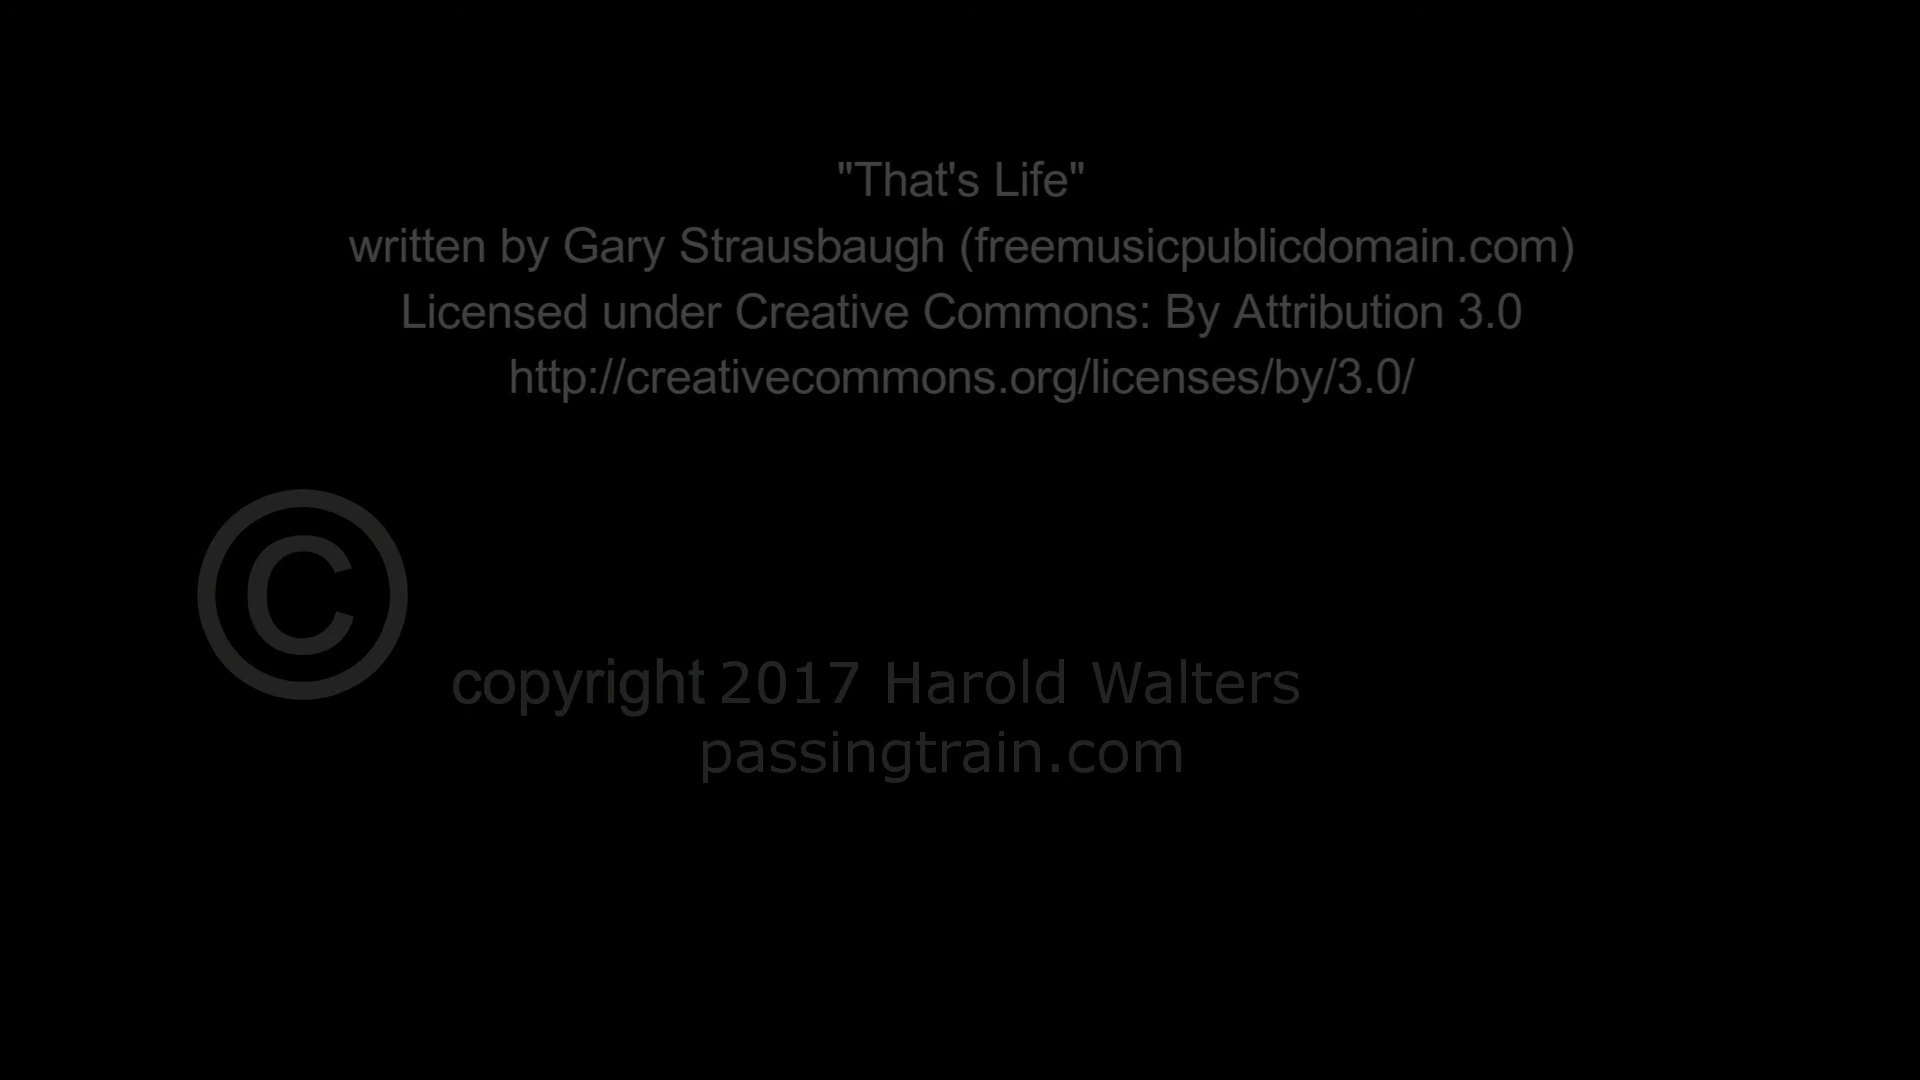 "That's Life"
written by Gary Strausbaugh (freemusicpublicdomain.com)
Licensed under Creative Commons: By Attribution 3.0
http://creativecommons.org/licenses/by/3.0/
©
copyright 2017 Harold Walters
passingtrain.com